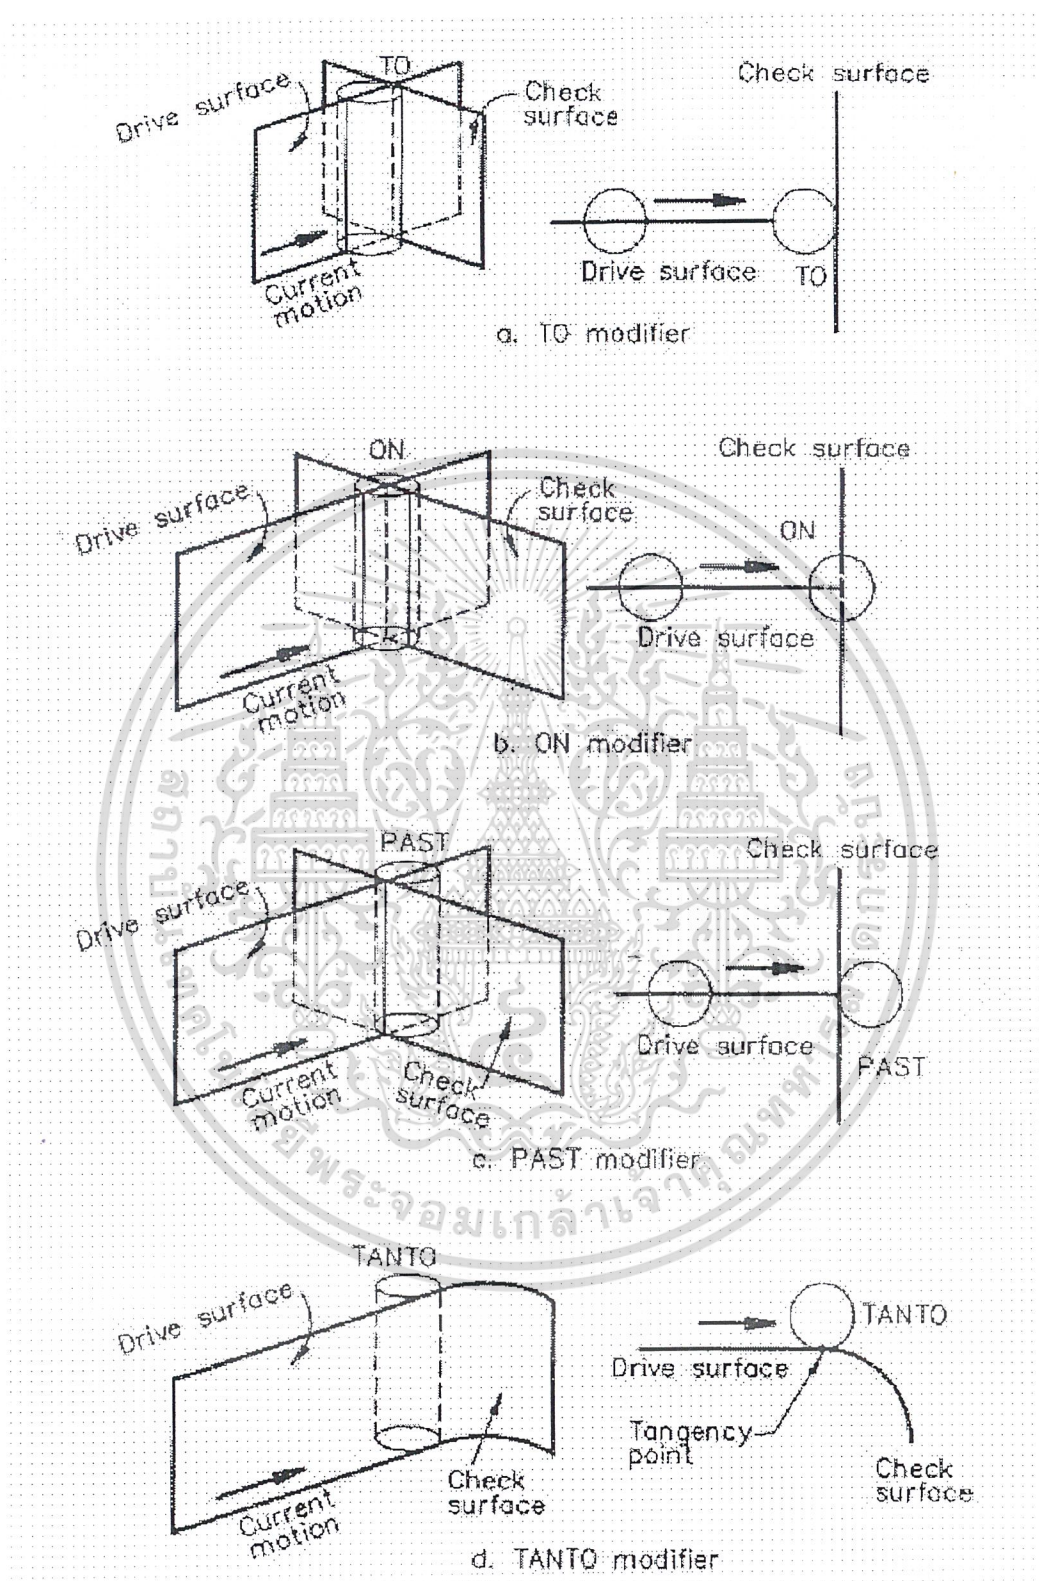 TO
Drive surface
Check
surface
Current
motion
Check surface
Drive surface
TO
a. TO modifier
ON
Drive surface
Check
surface
Current
motion
Check surface
ON
Drive surface
b. ON modifier
PAST
Drive surface
Check
surface
Current
motion
Check surface
Drive surface
PAST
c. PAST modifier
TANTO
Drive surface
Check
surface
Current
motion
TANTO
Drive surface
Tangency
point
Check
surface
d. TANTO modifier